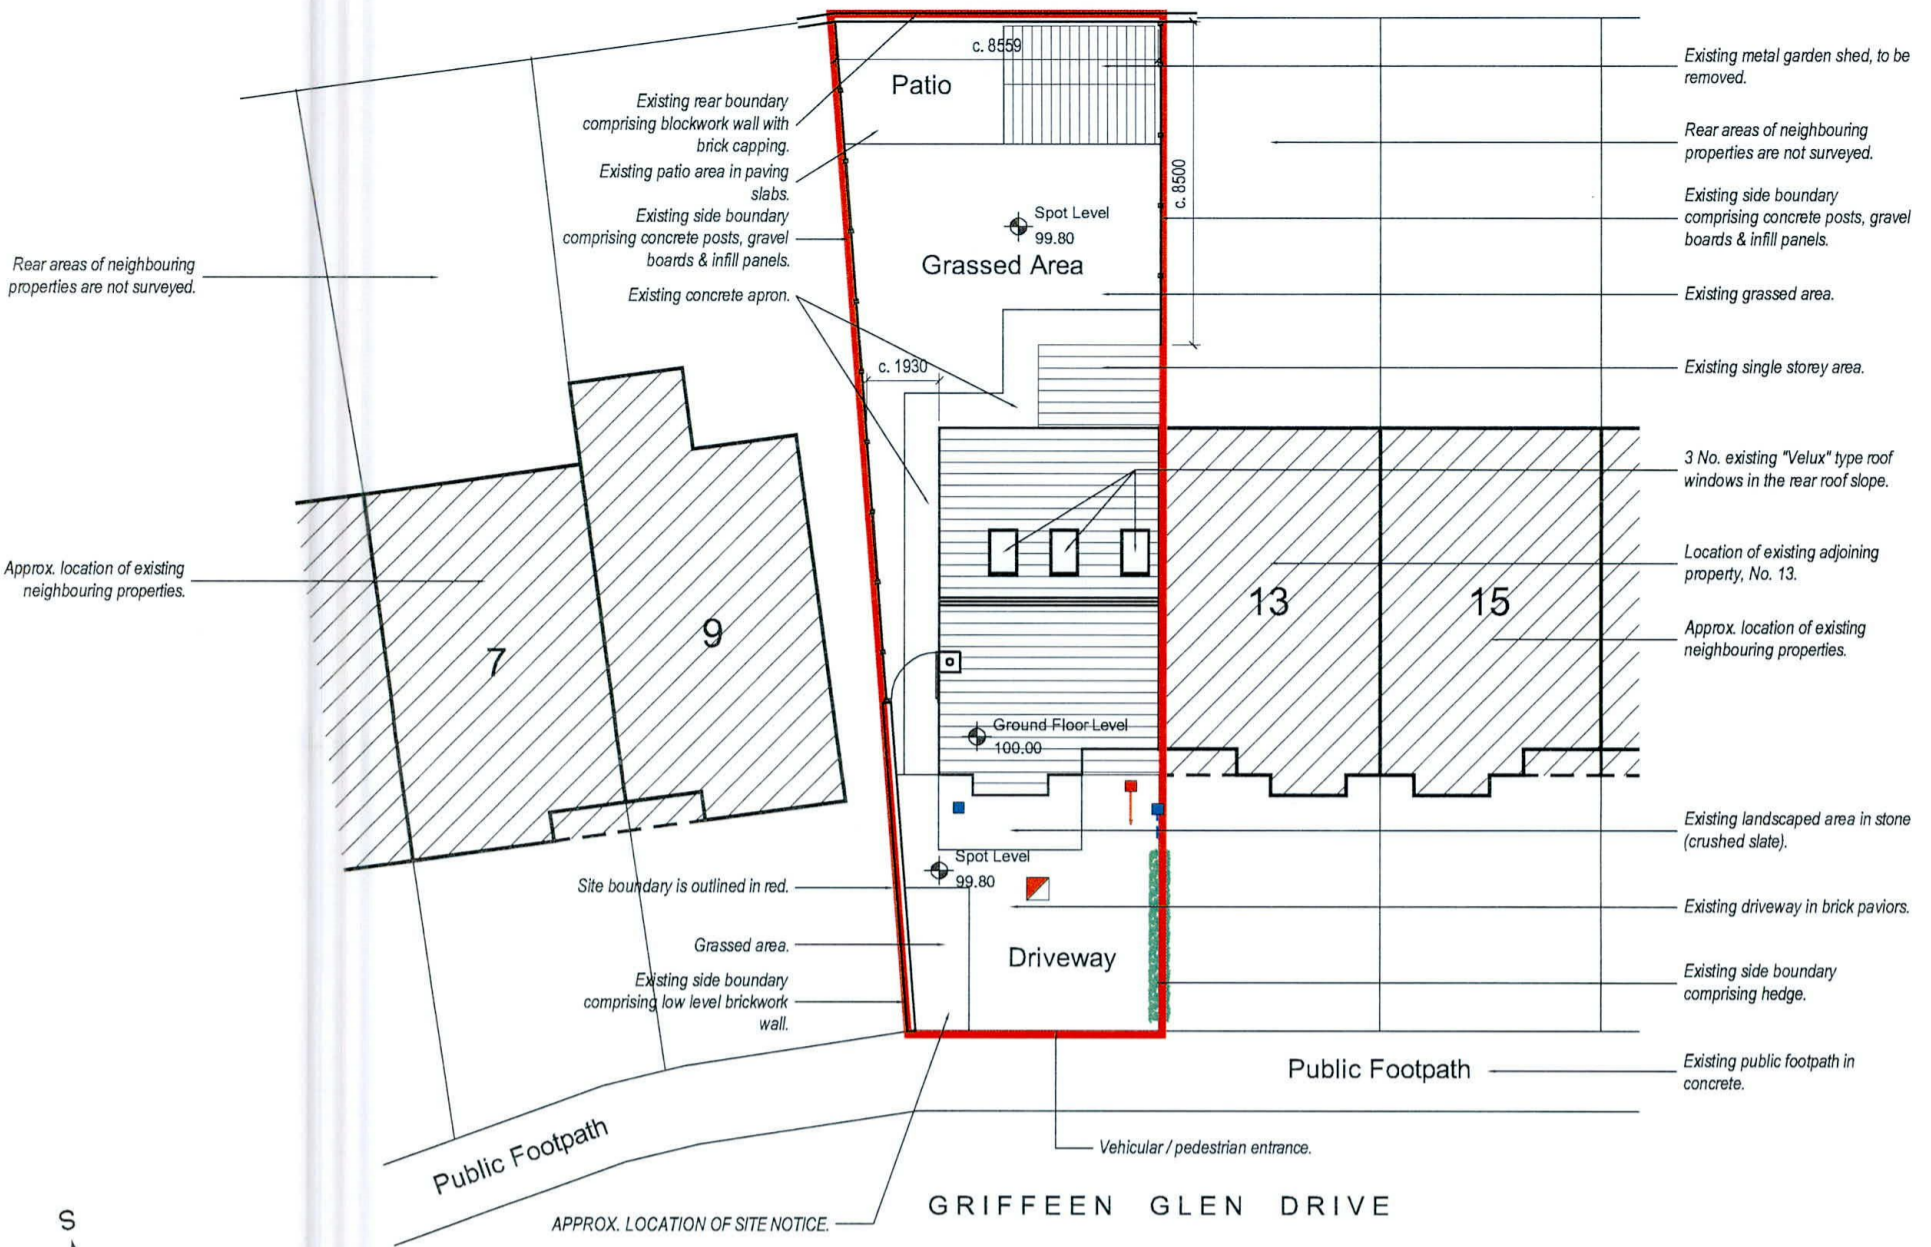 c. 8559
Patio
c. 8500
Spot Level
99.80
Grassed Area
c. 1930
Ground Floor Level
100.00
Spot Level
99.80
Driveway
7
9
13
15
Existing rear boundary
comprising blockwork wall with
brick capping.
Existing patio area in paving
slabs.
Existing side boundary
comprising concrete posts, gravel
boards & infill panels.
Existing concrete apron.
Rear areas of neighbouring
properties are not surveyed.
Approx. location of existing
neighbouring properties.
Site boundary is outlined in red.
Grassed area.
Existing side boundary
comprising low level brickwork
wall.
Existing metal garden shed, to be
removed.
Rear areas of neighbouring
properties are not surveyed.
Existing side boundary
comprising concrete posts, gravel
boards & infill panels.
Existing grassed area.
Existing single storey area.
3 No. existing "Velux" type roof
windows in the rear roof slope.
Location of existing adjoining
property, No. 13.
Approx. location of existing
neighbouring properties.
Existing landscaped area in stone
(crushed slate).
Existing driveway in brick paviors.
Existing side boundary
comprising hedge.
Public Footpath
Existing public footpath in
concrete.
Public Footpath
Vehicular / pedestrian entrance.
GRIFFEEN GLEN DRIVE
APPROX. LOCATION OF SITE NOTICE.
S